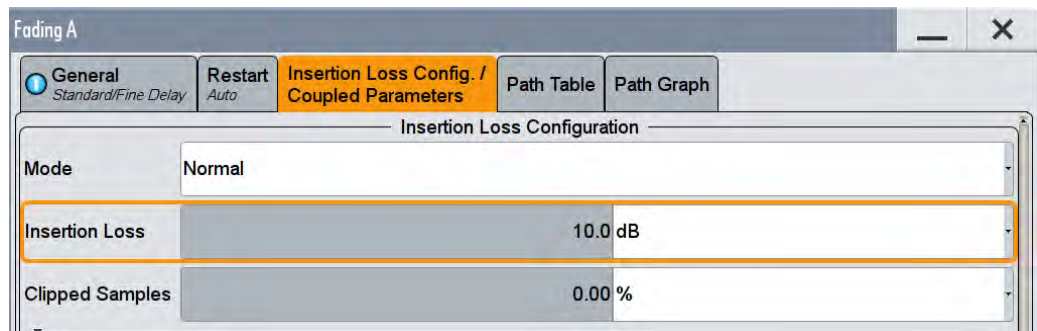 Fading A
General
Standard/Fine Delay
Restart
Auto
Insertion Loss Config. /
Coupled Parameters
Path Table
Path Graph
Insertion Loss Configuration
Mode Normal
Insertion Loss 10.0 dB
Clipped Samples 0.00 %